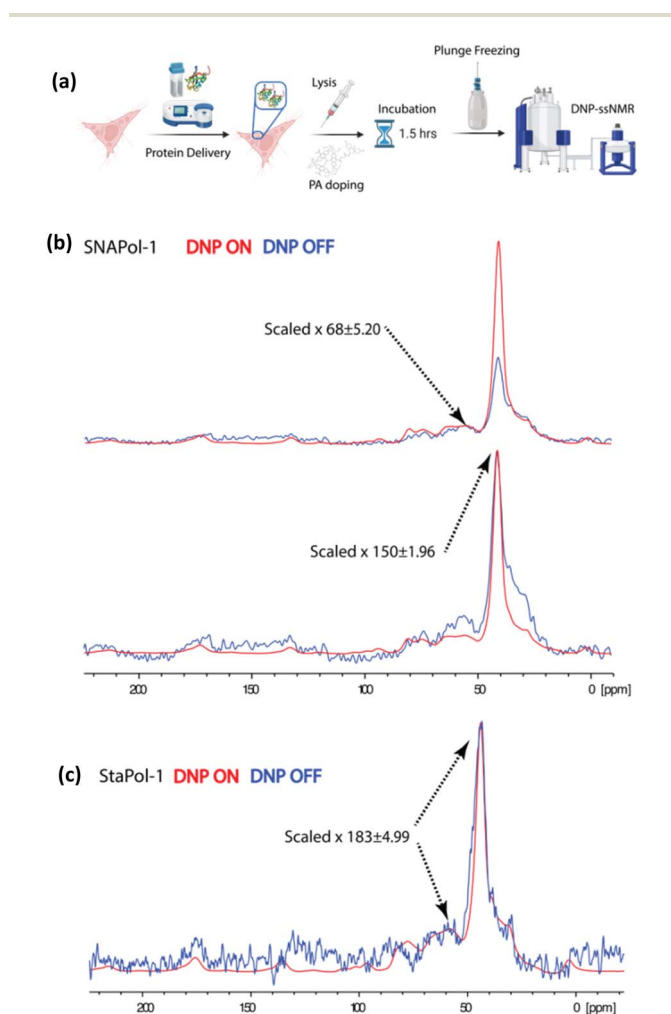 (a)
Protein Delivery
Lysis
PA doping
Incubation
1.5 hrs
Plunge Freezing
DNP-ssNMR
(b) SNAPol-1 DNP ON DNP OFF
Scaled x 68±5.20
Scaled x 150±1.96
200 150 100 50 0 [ppm]
(c) StaPol-1 DNP ON DNP OFF
Scaled x 183±4.99
200 150 100 50 0 [ppm]